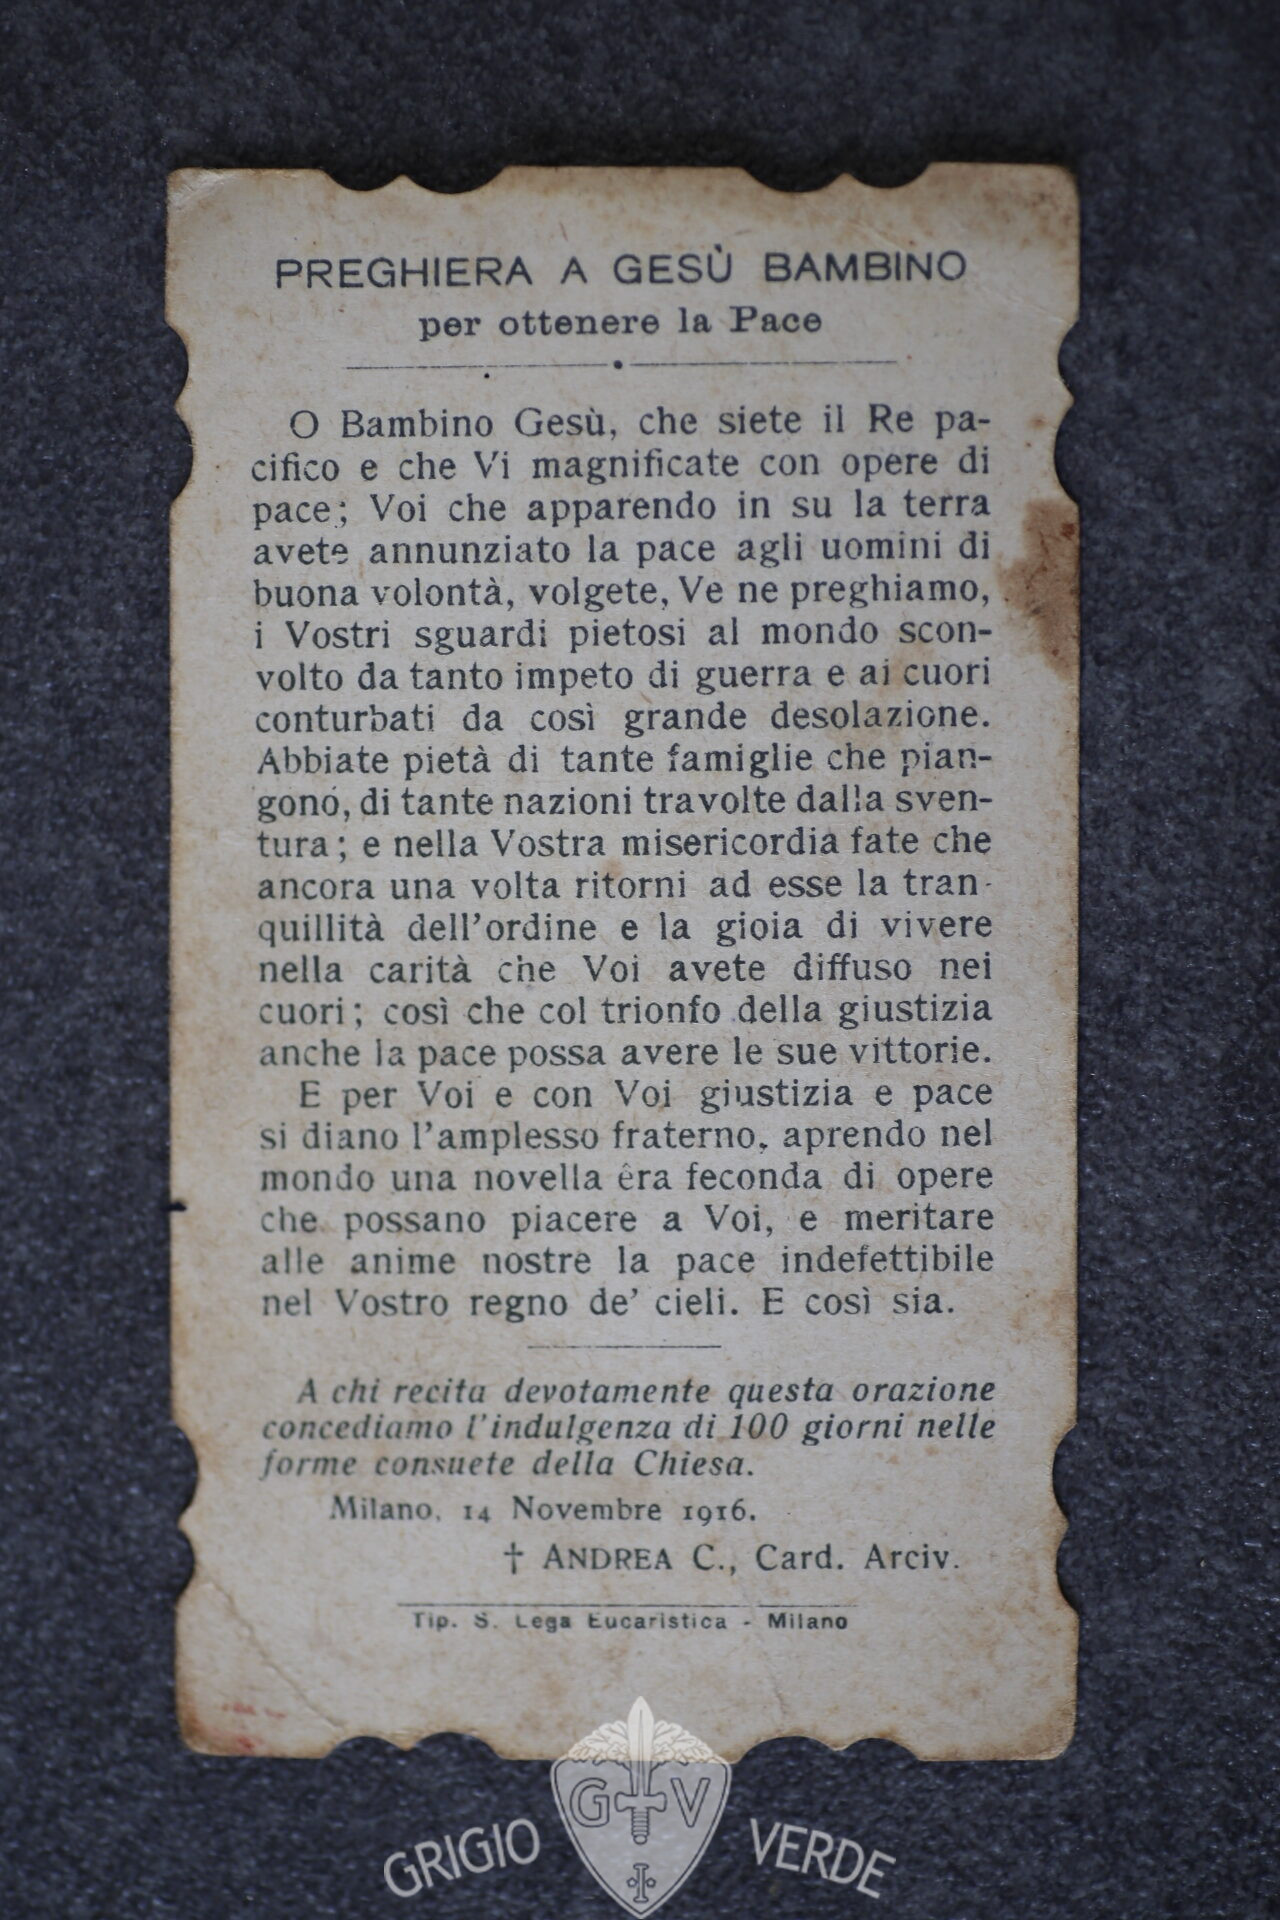 PREGHIERA A GESÙ BAMBINO
per ottenere la Pace
O Bambino Gesù, che siete il Re pa-
cifico e che Vi magnificate con opere di
pace; Voi che apparendo in su la terra
avete annunziato la pace agli uomini di
buona volontà, volgete, Ve ne preghiamo,
i Vostri sguardi pietosi al mondo scon-
volto da tanto impeto di guerra e ai cuori
conturbati da così grande desolazione.
Abbiate pietà di tante famiglie che pian-
gono, di tante nazioni travolte dalla sven-
tura; e nella Vostra misericordia fate che
ancora una volta ritorni ad esse la tran-
quillità dell'ordine e la gioia di vivere
nella carità che Voi avete diffuso nei
cuori; così che col trionfo della giustizia
anche la pace possa avere le sue vittorie.
E per Voi e con Voi giustizia e pace
si diano l'amplesso fraterno, aprendo nel
mondo una novella êra feconda di opere
che possano piacere a Voi, e meritare
alle anime nostre la pace indefettibile
nel Vostro regno de' cieli. E così sia.
A chi recita devotamente questa orazione
concediamo l'indulgenza di 100 giorni nelle
forme consuete della Chiesa.
Milano, 14 Novembre 1916.
† ANDREA C., Card. Arciv.
Tip. S. Lega Eucaristica - Milano
G V
I
GRIGIO VERDE